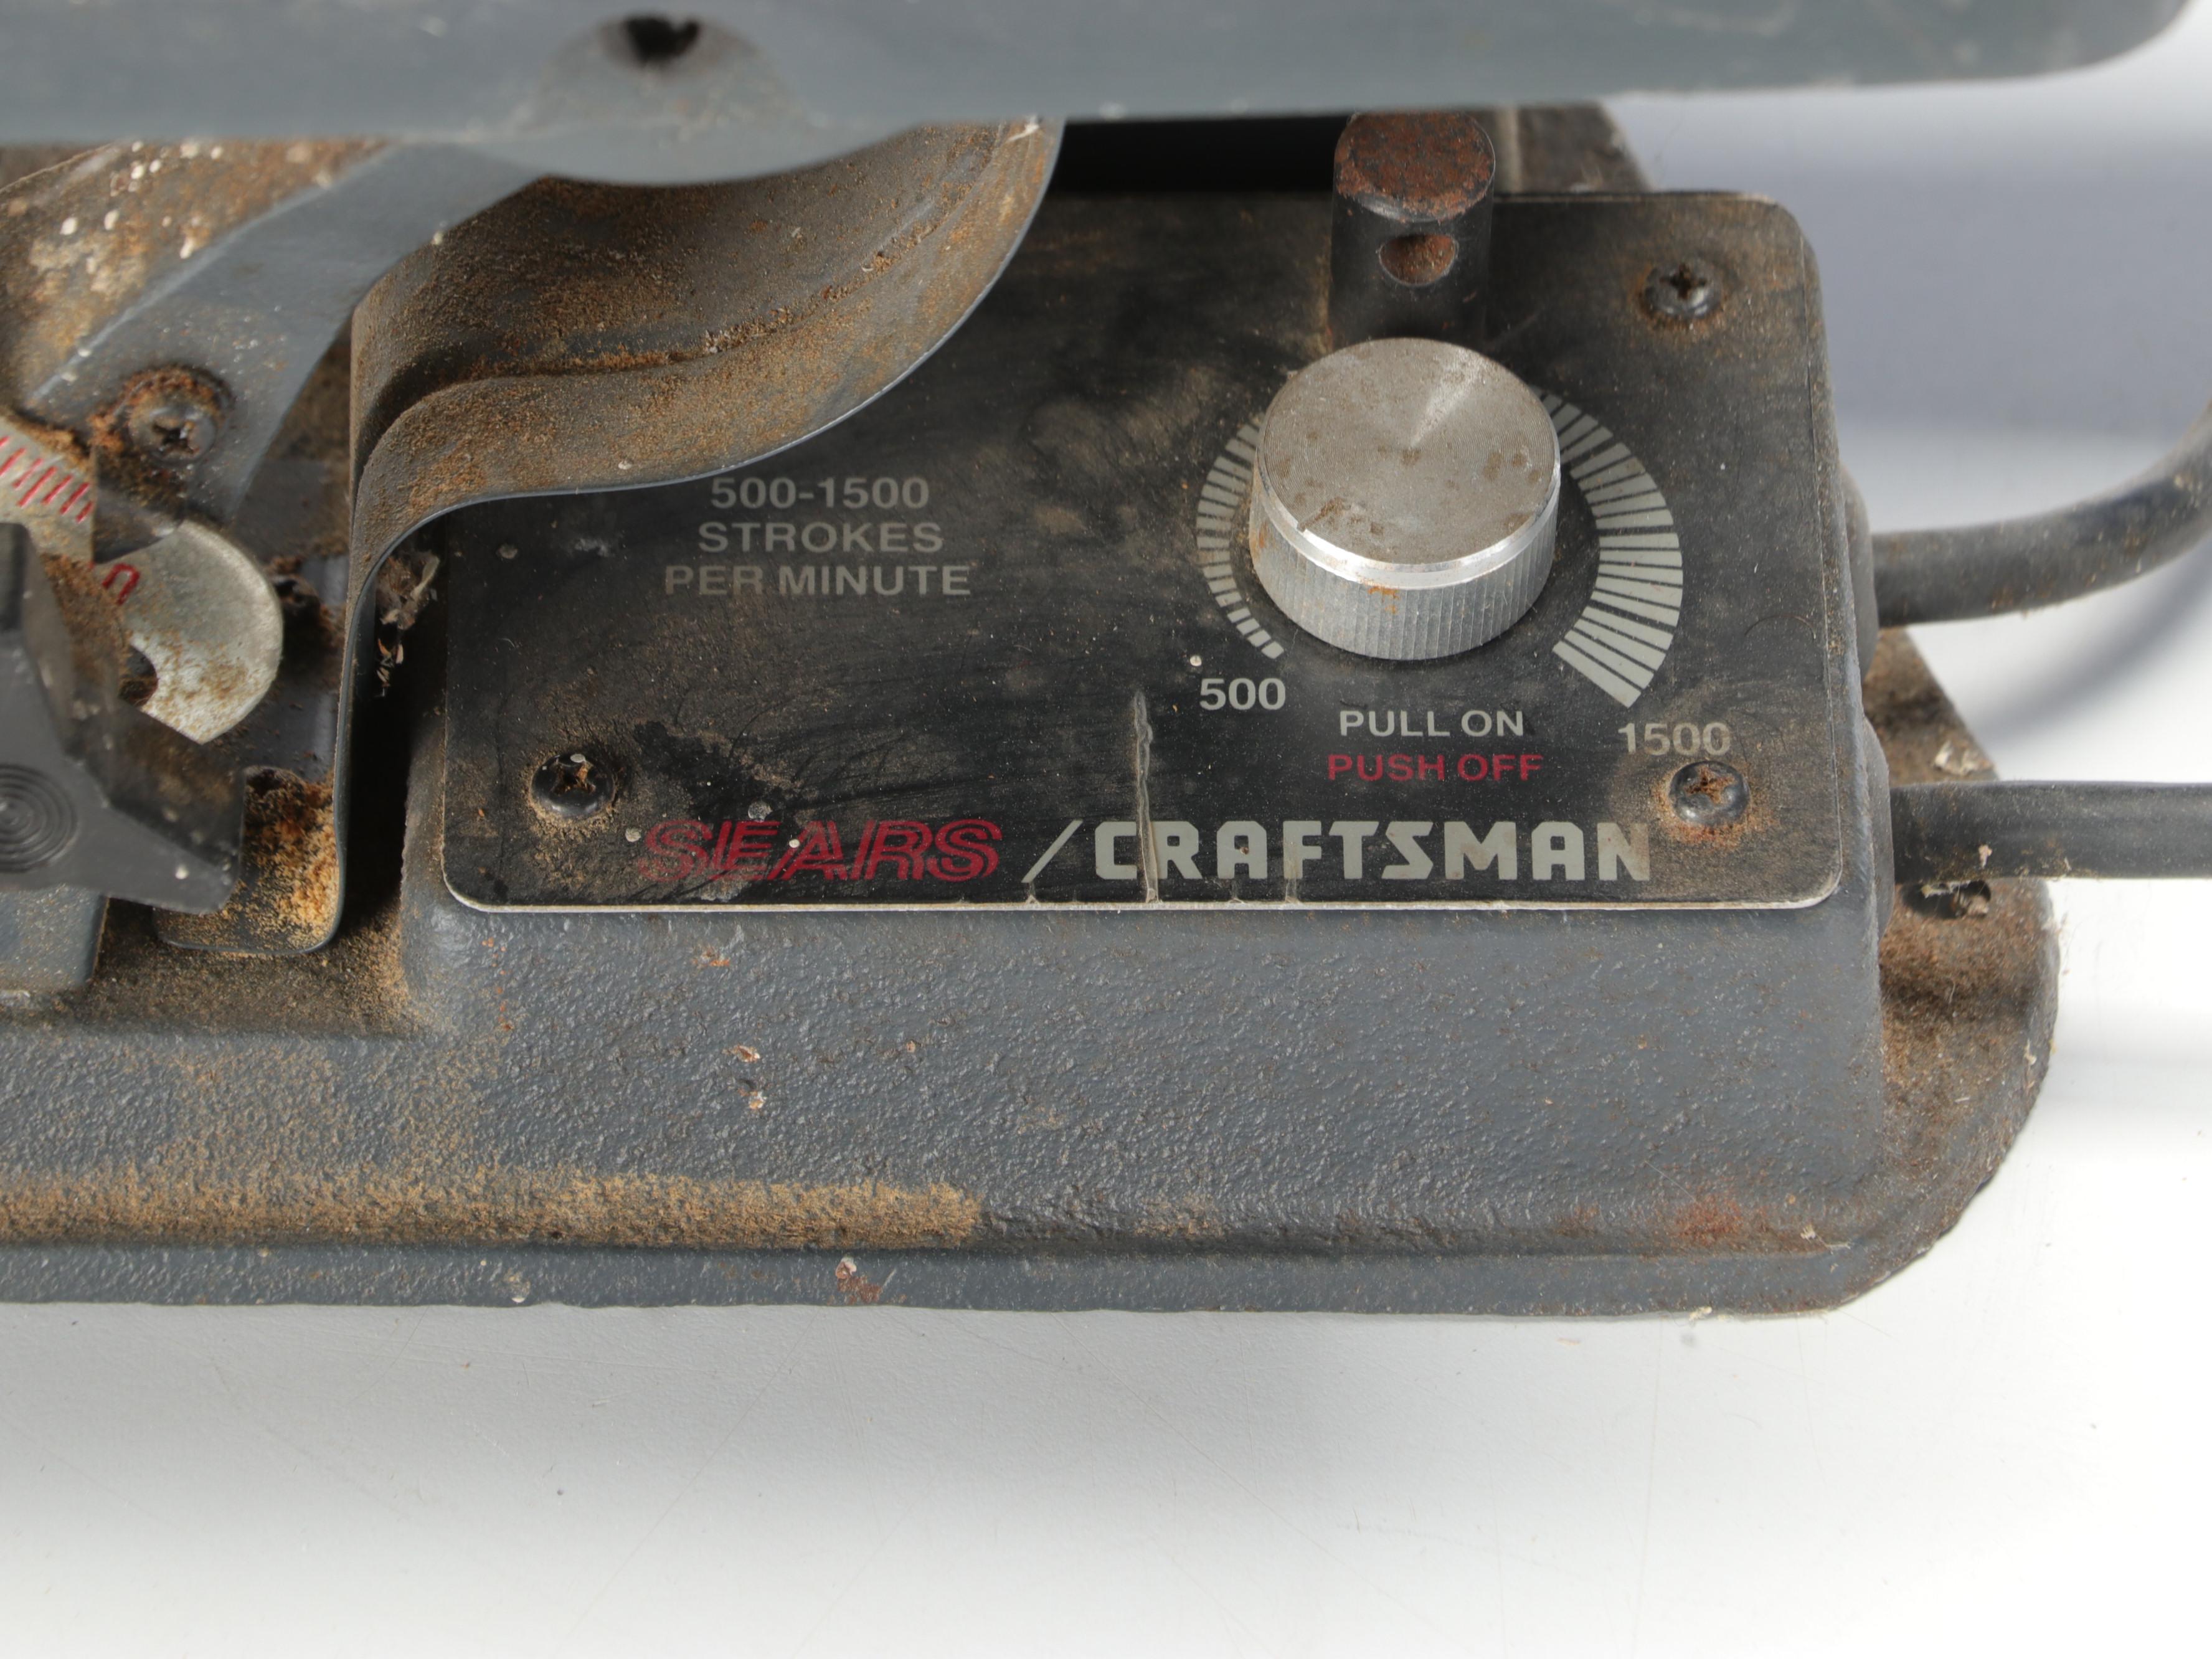 500-1500
STROKES
PER MINUTE
500
PULL ON
1500
PUSH OFF
SEARS / CRAFTSMAN